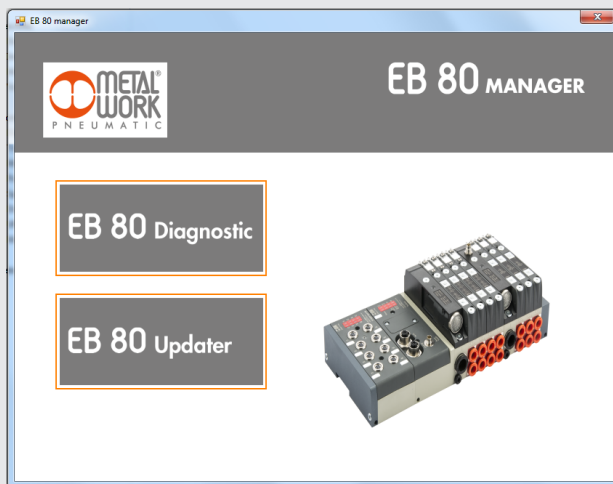 EB 80 manager
METAL®
WORK
PNEUMATIC
EB 80 MANAGER
EB 80 Diagnostic
EB 80 Updater